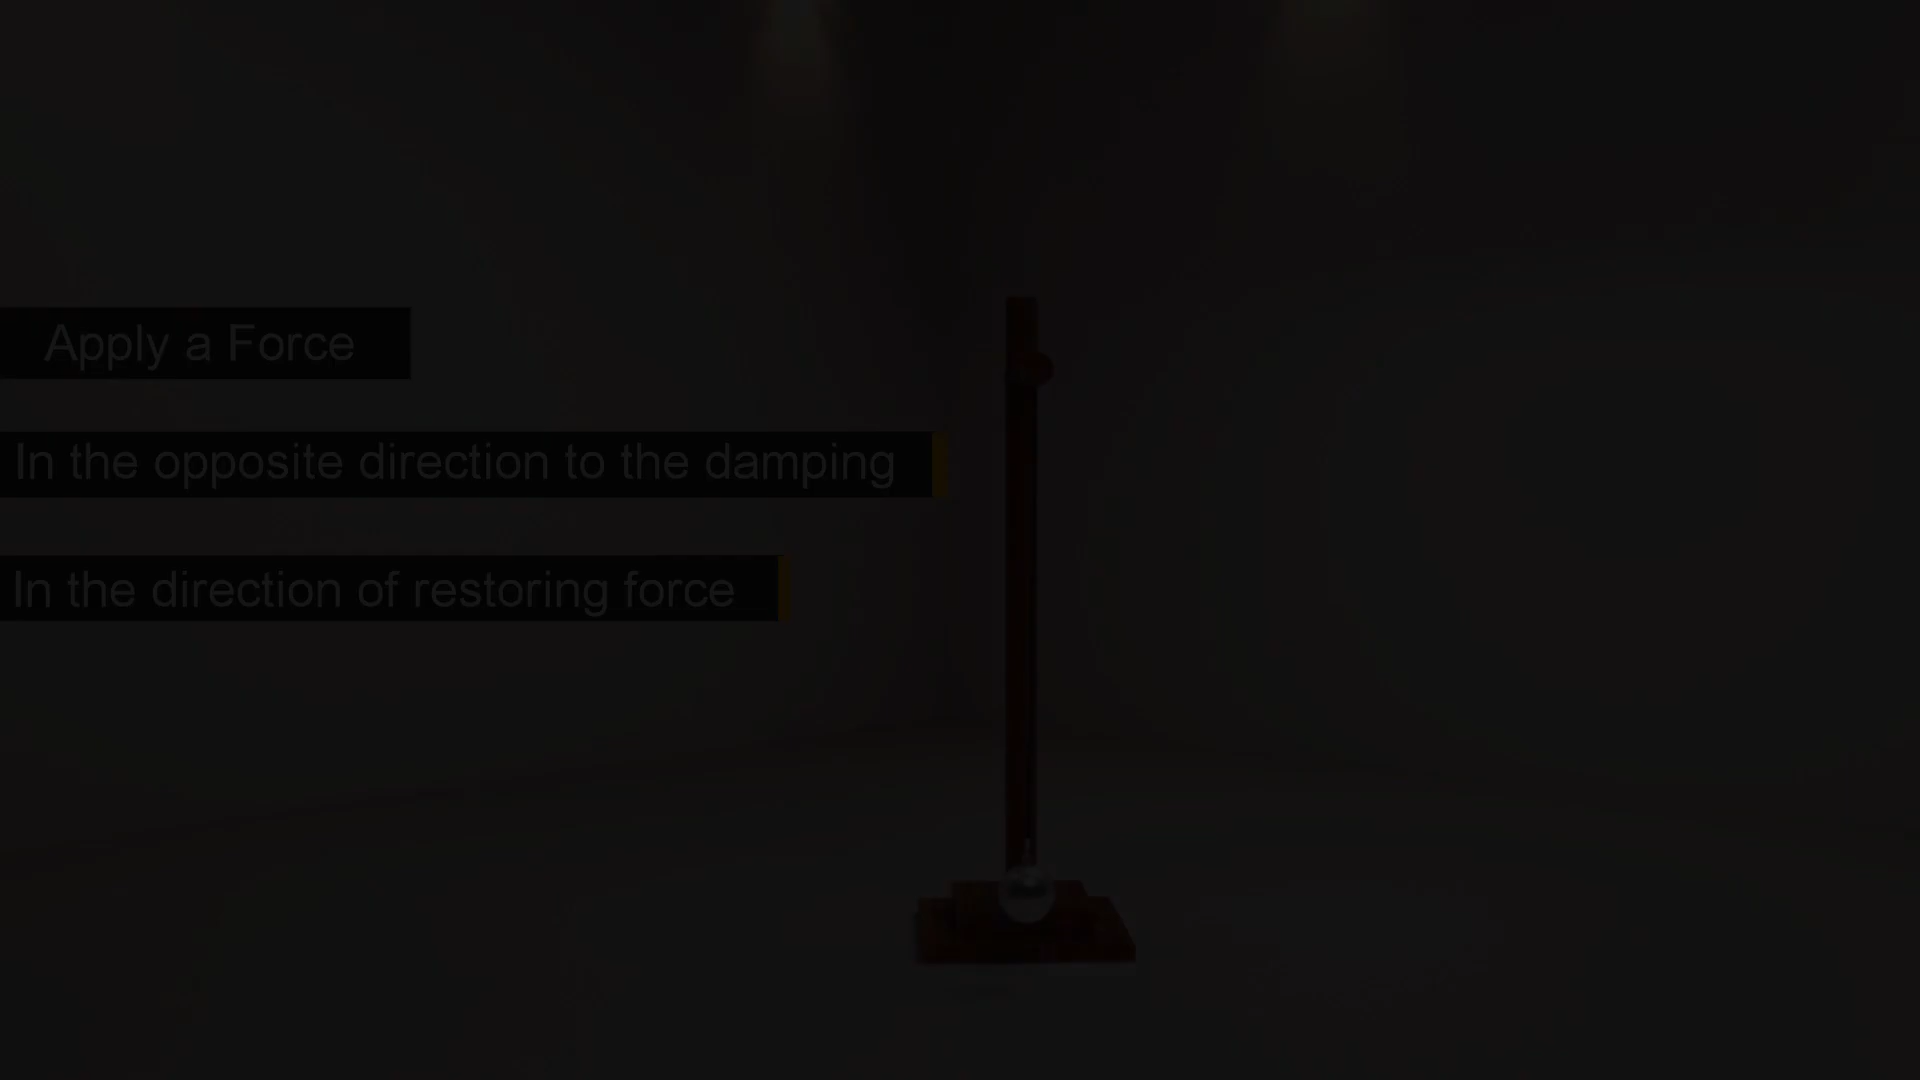 Apply a Force
In the opposite direction to the damping
In the direction of restoring force